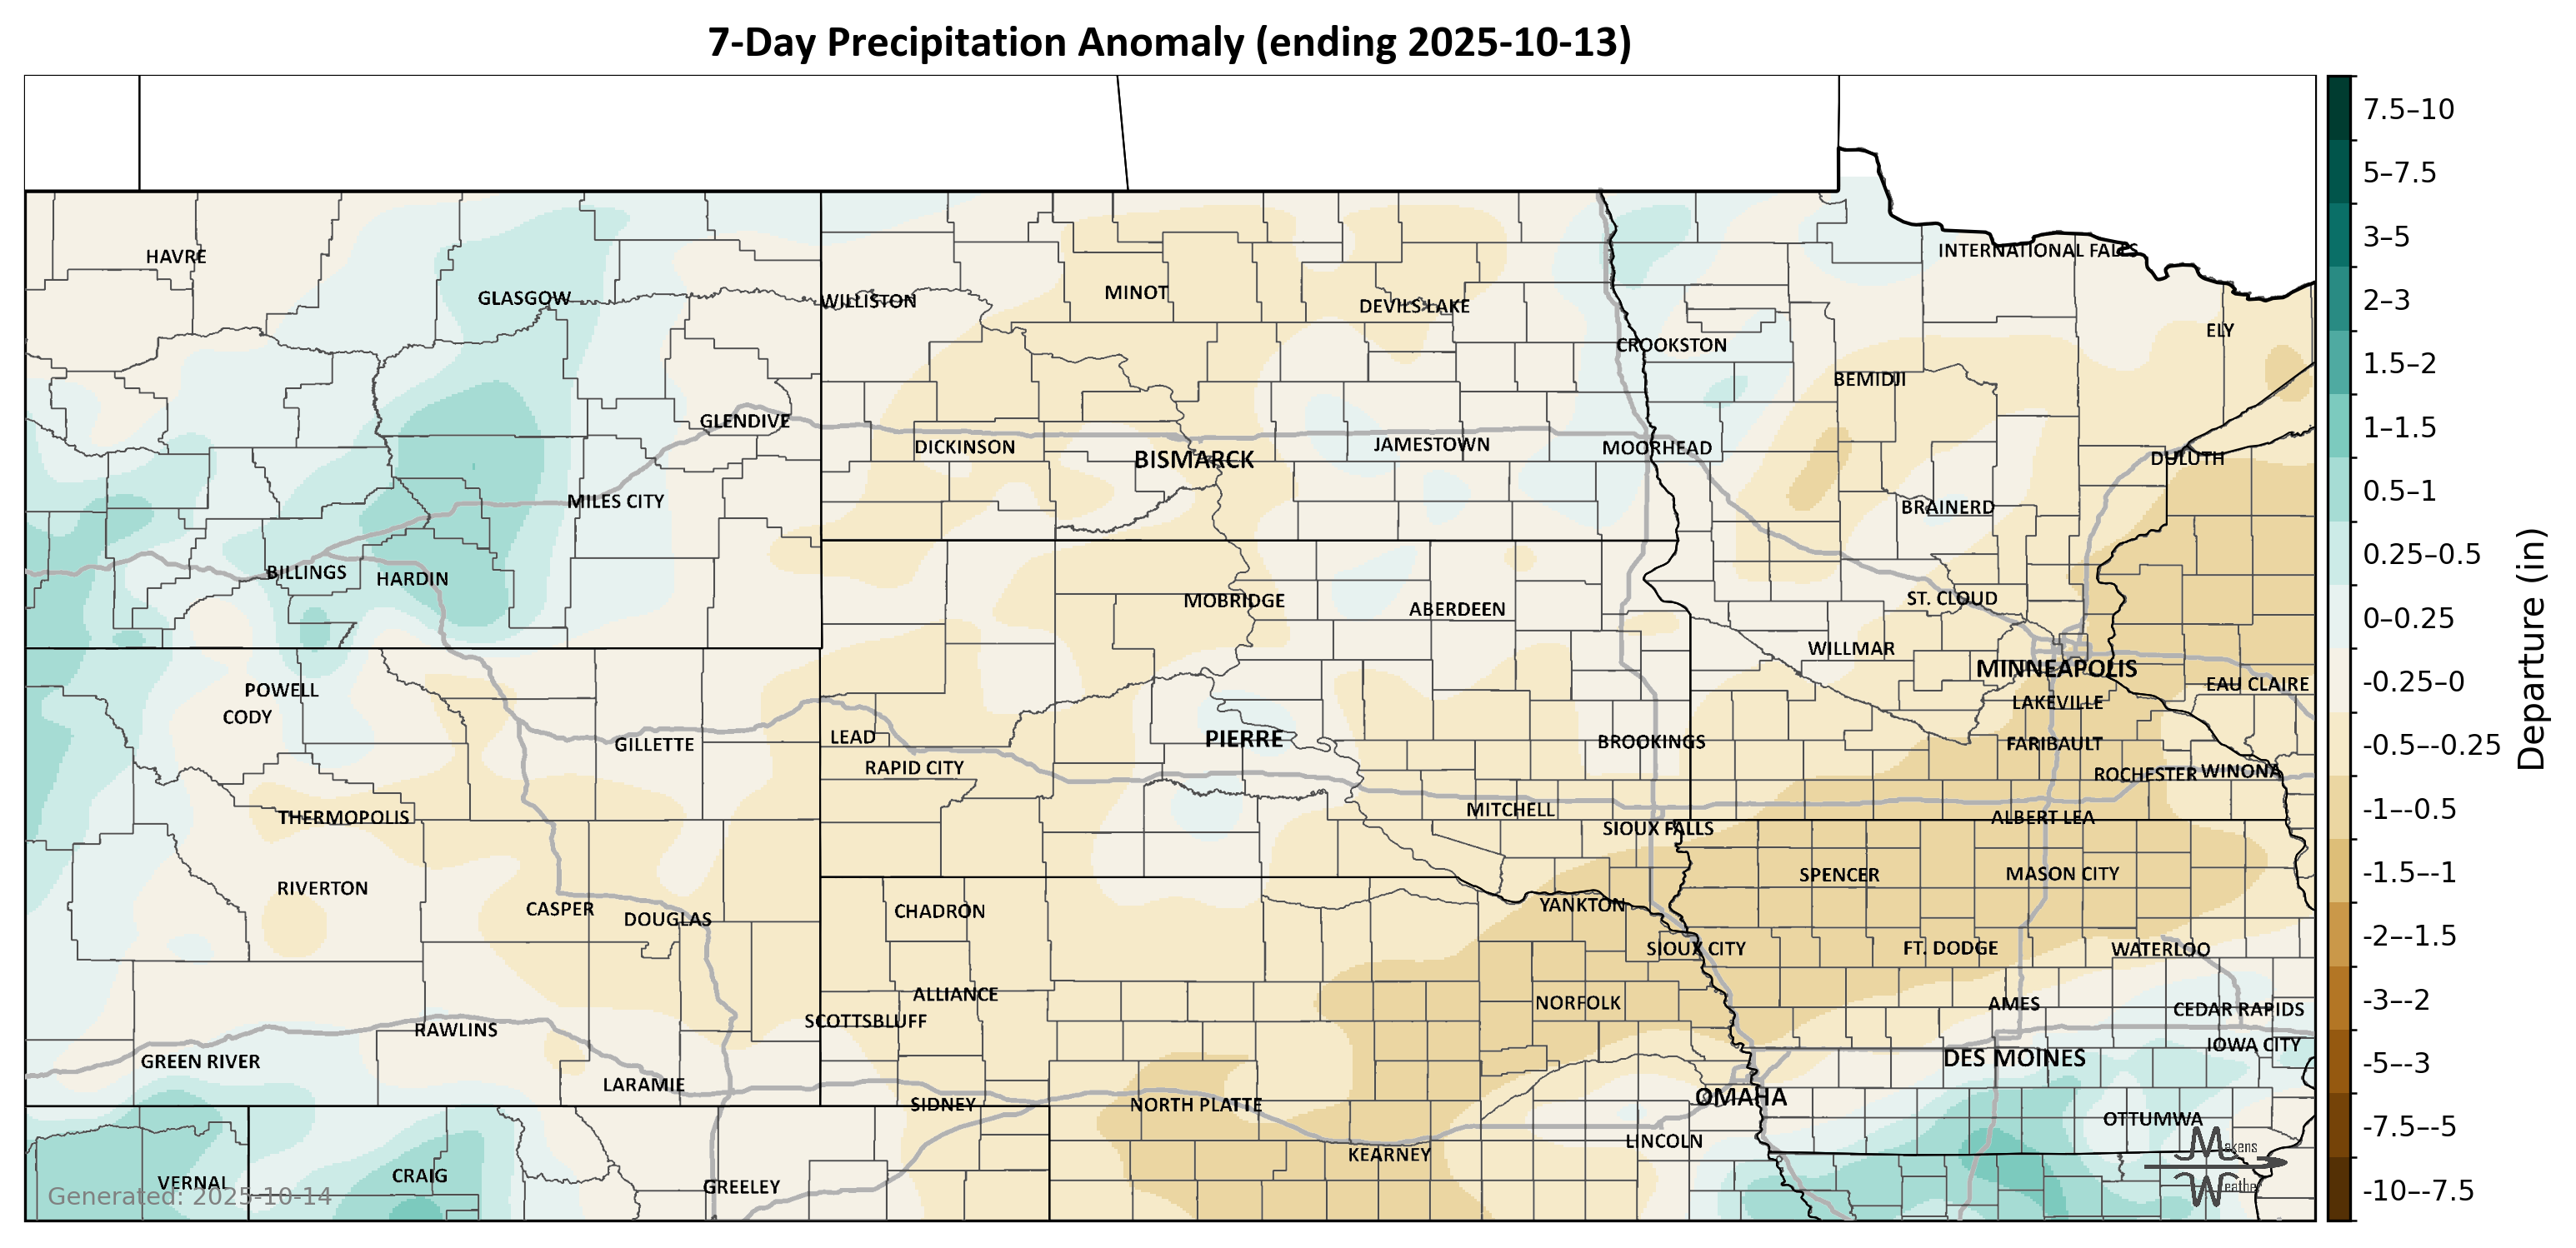 7-Day Precipitation Anomaly (ending 2025-10-13)
HAVRE
GLASGOW
WILLISTON
MINOT
DEVILS LAKE
CROOKSTON
INTERNATIONAL FALLS
ELY
BEMIDJI
GLENDIVE
DICKINSON
BISMARCK
JAMESTOWN
MOORHEAD
DULUTH
MILES CITY
BRAINERD
BILLINGS
HARDIN
MOBRIDGE
ABERDEEN
ST. CLOUD
WILLMAR
MINNEAPOLIS
EAU CLAIRE
POWELL
CODY
LAKEVILLE
GILLETTE
LEAD
PIERRE
BROOKINGS
FARIBAULT
RAPID CITY
ROCHESTER
WINONA
THERMOPOLIS
MITCHELL
SIOUX FALLS
ALBERT LEA
RIVERTON
SPENCER
MASON CITY
CASPER
DOUGLAS
CHADRON
YANKTON
SIOUX CITY
FT. DODGE
WATERLOO
ALLIANCE
NORFOLK
AMES
CEDAR RAPIDS
SCOTTSBLUFF
RAWLINS
IOWA CITY
GREEN RIVER
DES MOINES
LARAMIE
SIDNEY
NORTH PLATTE
OMAHA
OTTUMWA
LINCOLN
KEARNEY
VERNAL
CRAIG
GREELEY
Generated: 2025-10-14
Makens
Weather
7.5–10
5–7.5
3–5
2–3
1.5–2
1–1.5
0.5–1
0.25–0.5
0–0.25
-0.25–0
-0.5–-0.25
-1–-0.5
-1.5–-1
-2–-1.5
-3–-2
-5–-3
-7.5–-5
-10–-7.5
Departure (in)